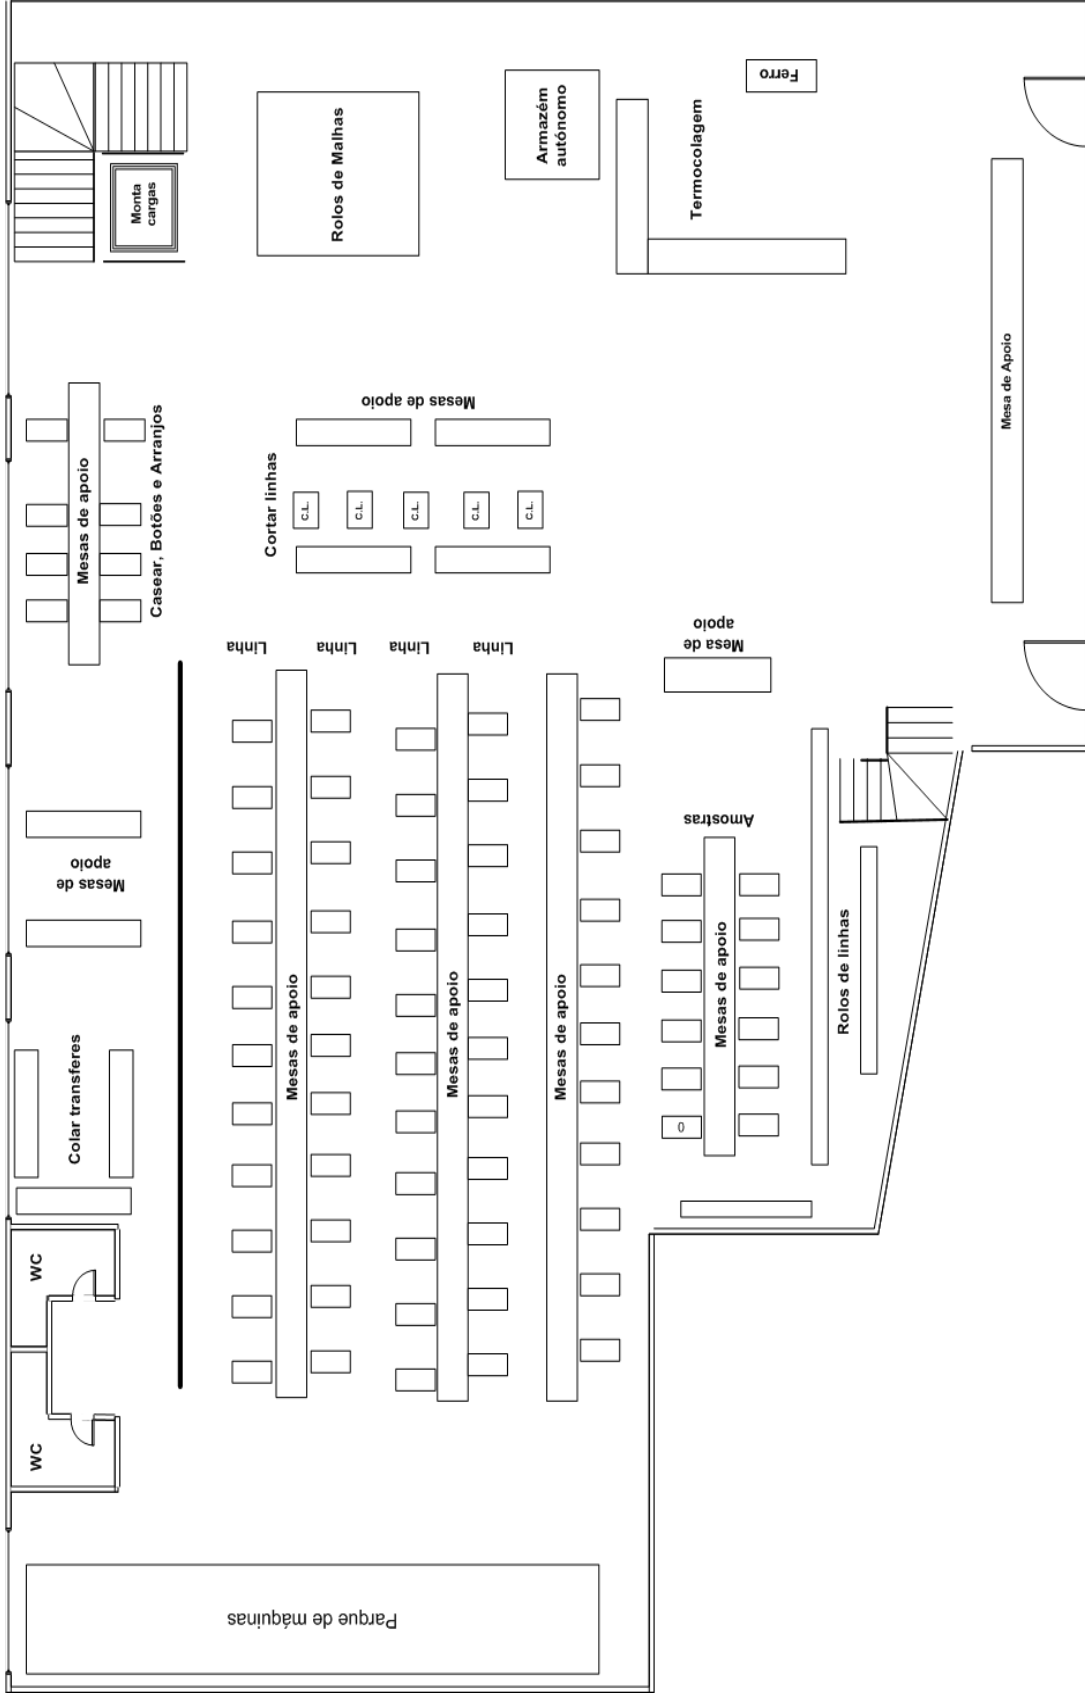 Ferro
Armazém
autónomo
Rolos de Malhas
Termocolagem
Monta
cargas
Mesa de Apoio
Mesas de apoio
Casear, Botões e Arranjos
Mesas de apoio
Cortar linhas
C.L.
C.L.
C.L.
C.L.
C.L.
Linha
Linha
Linha
Linha
Mesa de
apoio
Mesas de
apoio
Amostras
Mesas de apoio
Mesas de apoio
Mesas de apoio
Mesas de apoio
Rolos de linhas
0
Colar transferes
WC
WC
Parque de máquinas